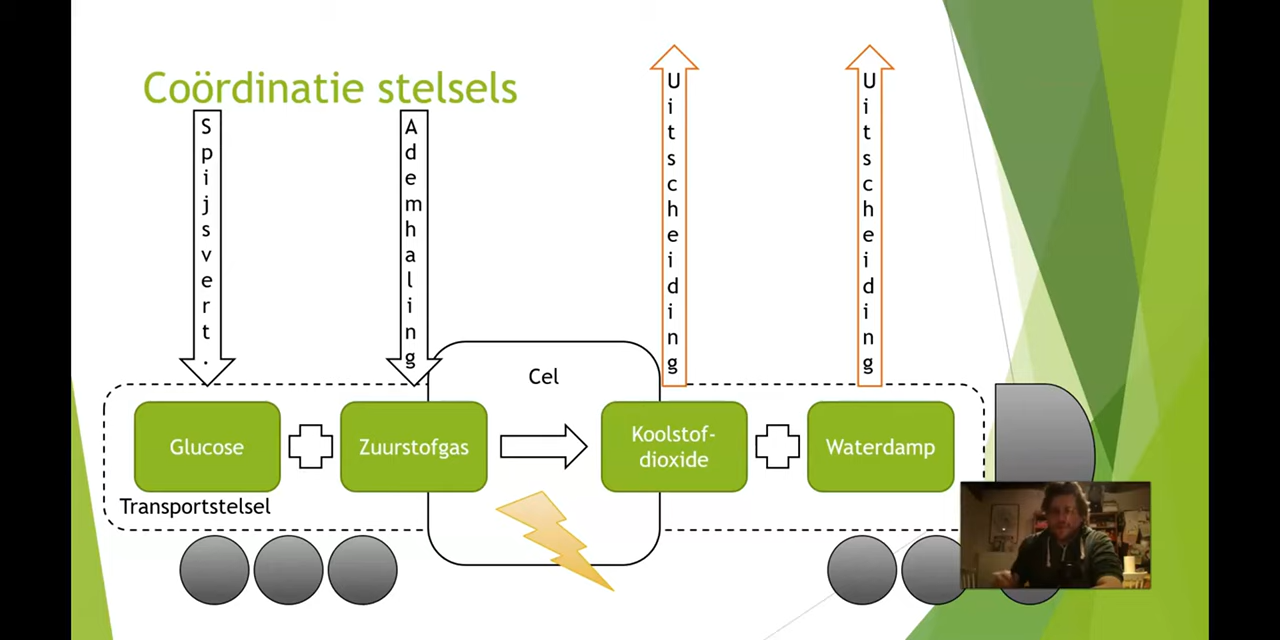 Coördinatie stelsels
Spijsvert.
Ademhaling
Uitscheiding
Uitscheiding
Cel
Glucose
Zuurstofgas
Koolstof-
dioxide
Waterdamp
Transportstelsel